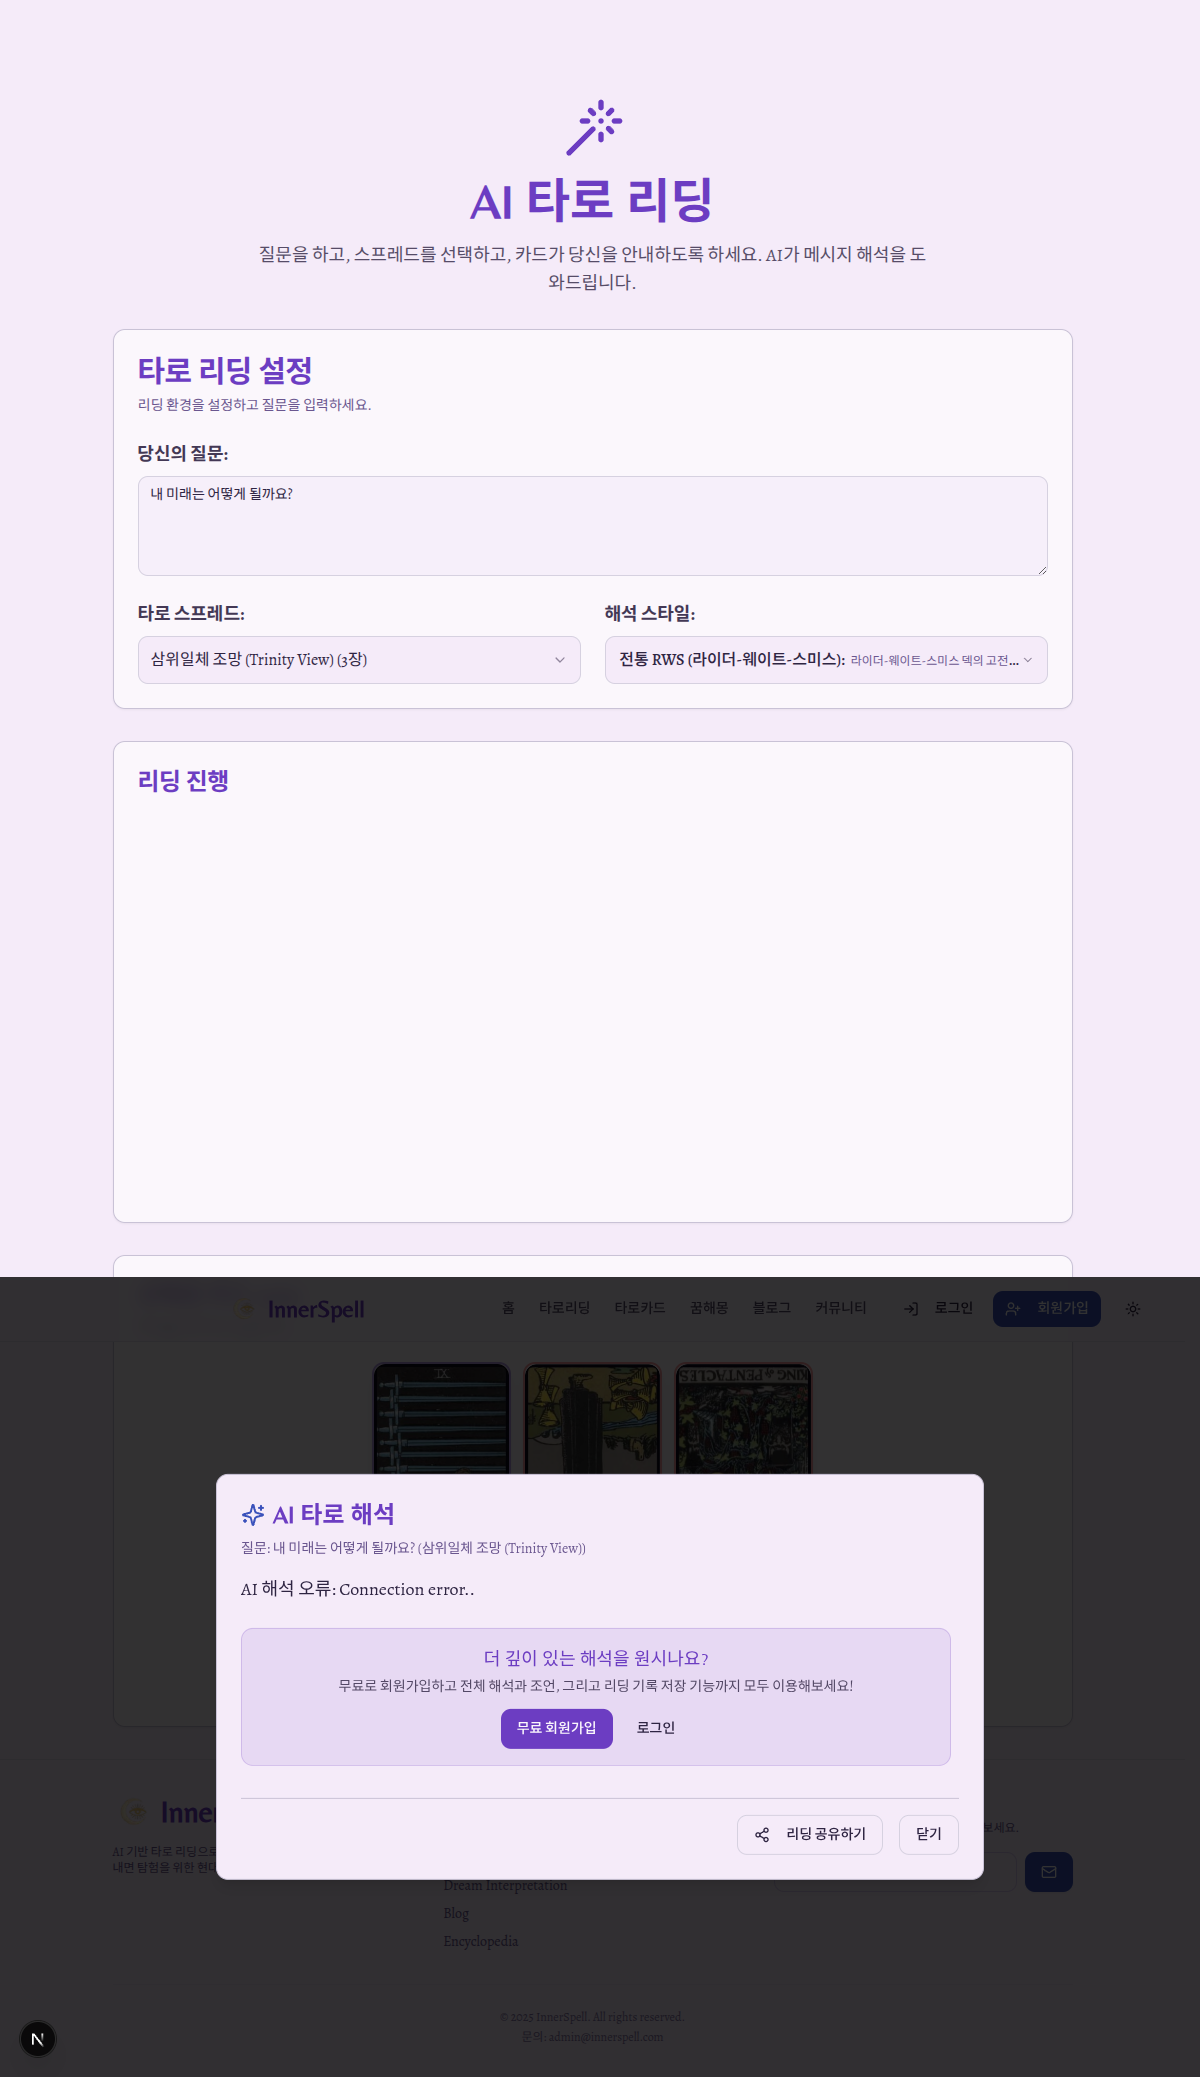 AI 타로 리딩
질문을 하고, 스프레드를 선택하고, 카드가 당신을 안내하도록 하세요. AI가 메시지 해석을 도
와드립니다.
타로 리딩 설정
리딩 환경을 설정하고 질문을 입력하세요.
당신의 질문:
내 미래는 어떻게 될까요?
타로 스프레드:
해석 스타일:
삼위일체 조망 (Trinity View) (3장)
전통 RWS (라이더-웨이트-스미스): 라이더-웨이트-스미스 덱의 고전...
리딩 진행
InnerSpell
홈
타로리딩
타로카드
꿈해몽
블로그
커뮤니티
로그인
회원가입
KING of PENTACLES
AI 타로 해석
질문: 내 미래는 어떻게 될까요? (삼위일체 조망 (Trinity View))
AI 해석 오류: Connection error..
더 깊이 있는 해석을 원시나요?
무료로 회원가입하고 전체 해석과 조언, 그리고 리딩 기록 저장 기능까지 모두 이용해보세요!
무료 회원가입
로그인
리딩 공유하기
닫기
Inner
AI 기반 타로 리딩으로
내면 탐험을 위한 현대
보세요.
Dream Interpretation
Blog
Encyclopedia
© 2025 InnerSpell. All rights reserved.
문의: admin@innerspell.com
N